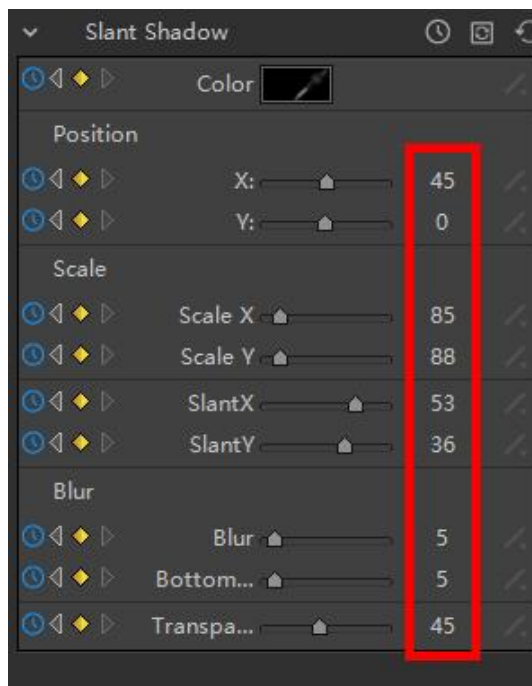 Slant Shadow
Color
Position
X: 45
Y: 0
Scale
Scale X 85
Scale Y 88
SlantX 53
SlantY 36
Blur
Blur 5
Bottom... 5
Transpa... 45